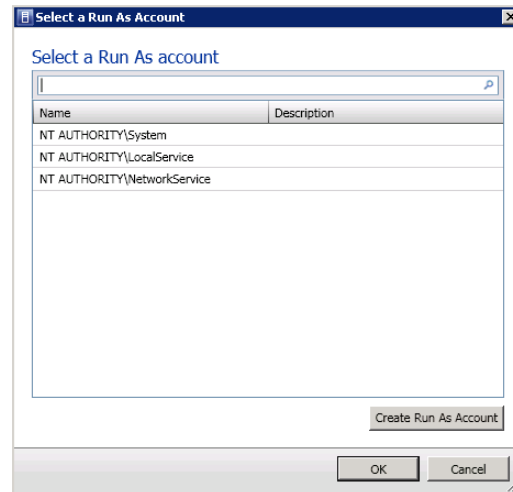 Select a Run As Account
Select a Run As account
Name Description
NT AUTHORITY\System
NT AUTHORITY\LocalService
NT AUTHORITY\NetworkService
Create Run As Account
OK Cancel